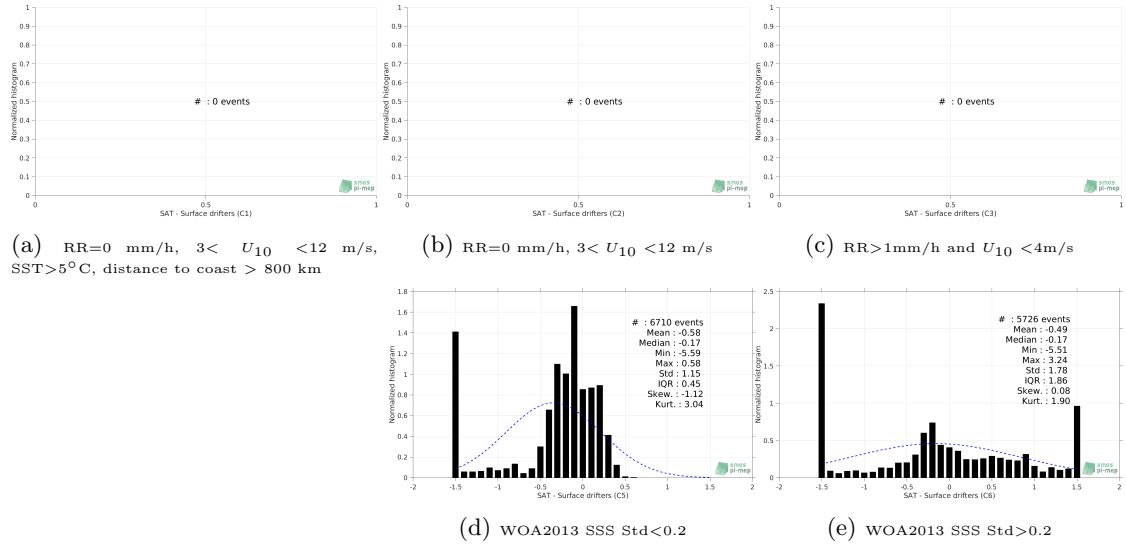 1
0.9
0.8
0.7
0.6
0.5
0.4
0.3
0.2
0.1
0
Normalized histogram
# : 0 events
smos
pi-mep
0 0.5 1
SAT - Surface drifters (C1)
(a) RR=0 mm/h, 3< U10 <12 m/s,
SST>5°C, distance to coast > 800 km
1
0.9
0.8
0.7
0.6
0.5
0.4
0.3
0.2
0.1
0
Normalized histogram
# : 0 events
smos
pi-mep
0 0.5 1
SAT - Surface drifters (C2)
(b) RR=0 mm/h, 3< U10 <12 m/s
1
0.9
0.8
0.7
0.6
0.5
0.4
0.3
0.2
0.1
0
Normalized histogram
# : 0 events
smos
pi-mep
0 0.5 1
SAT - Surface drifters (C3)
(c) RR>1mm/h and U10 <4m/s
1.8
1.6
1.4
1.2
1
0.8
0.6
0.4
0.2
0
Normalized histogram
# : 6710 events
Mean : -0.58
Median : -0.17
Min : -5.59
Max : 0.58
Std : 1.15
IQR : 0.45
Skew. : -1.12
Kurt. : 3.04
smos
pi-mep
-2 -1.5 -1 -0.5 0 0.5 1 1.5 2
SAT - Surface drifters (C5)
(d) WOA2013 SSS Std<0.2
2.5
2
1.5
1
0.5
0
Normalized histogram
# : 5726 events
Mean : -0.49
Median : -0.17
Min : -5.51
Max : 3.24
Std : 1.78
IQR : 1.86
Skew. : 0.08
Kurt. : 1.90
smos
pi-mep
-2 -1.5 -1 -0.5 0 0.5 1 1.5 2
SAT - Surface drifters (C6)
(e) WOA2013 SSS Std>0.2